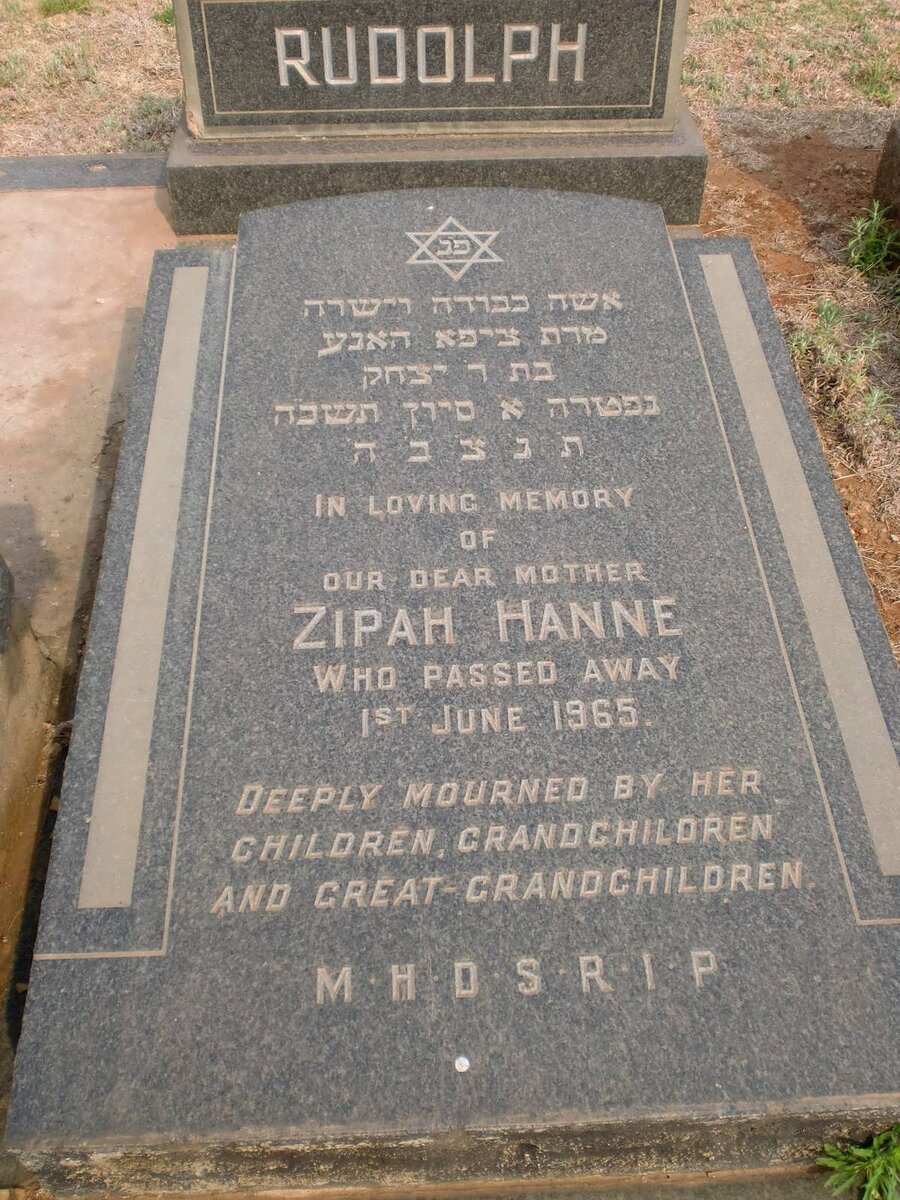 RUDOLPH
פנ
אשה כבודה וישרה
מרת ציפא האנע
בת ר יצחק
נפטרה א סיון תשכה
ת נ צ ב ה
IN LOVING MEMORY
OF
OUR DEAR MOTHER
ZIPAH HANNE
WHO PASSED AWAY
1ST JUNE 1965.
DEEPLY MOURNED BY HER
CHILDREN, GRANDCHILDREN
AND GREAT-GRANDCHILDREN.
M·H·D·S·R·I·P